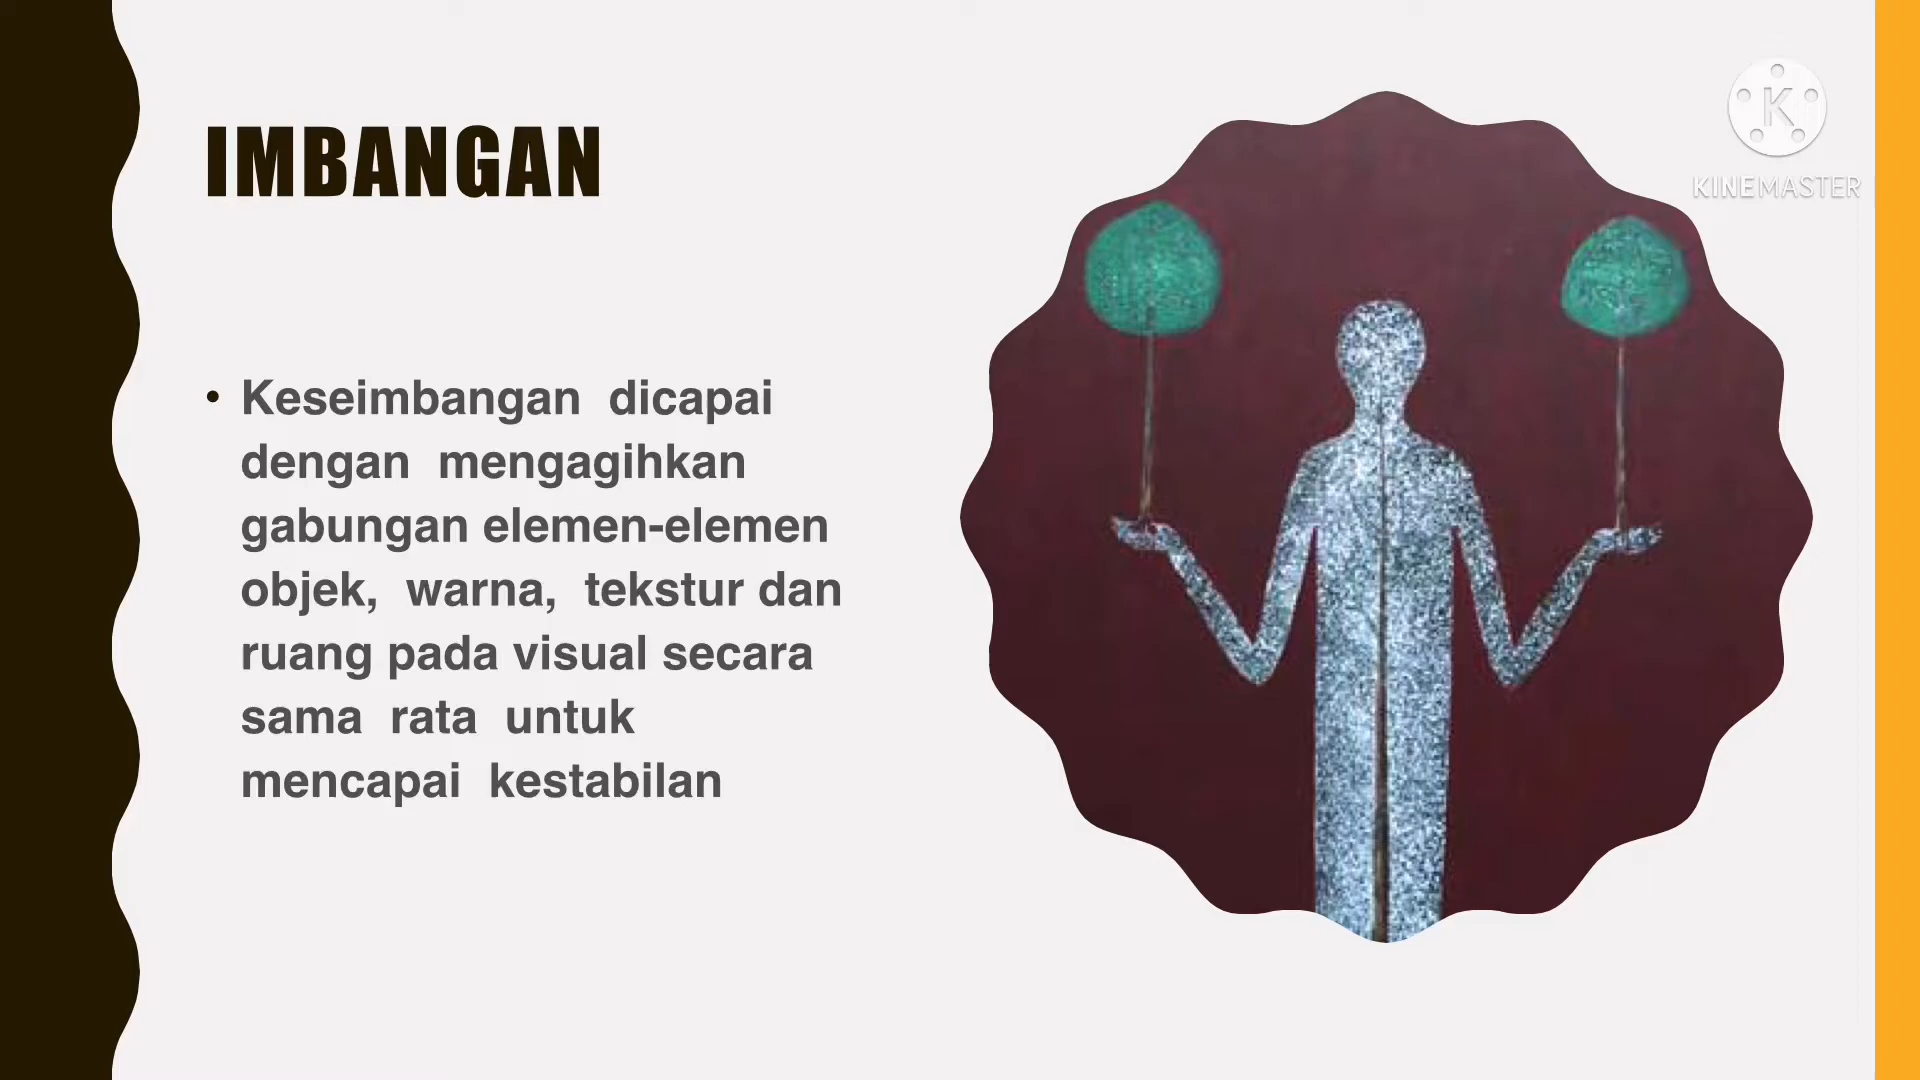 IMBANGAN
• Keseimbangan dicapai
dengan mengagihkan
gabungan elemen-elemen
objek, warna, tekstur dan
ruang pada visual secara
sama rata untuk
mencapai kestabilan
K
KINEMASTER